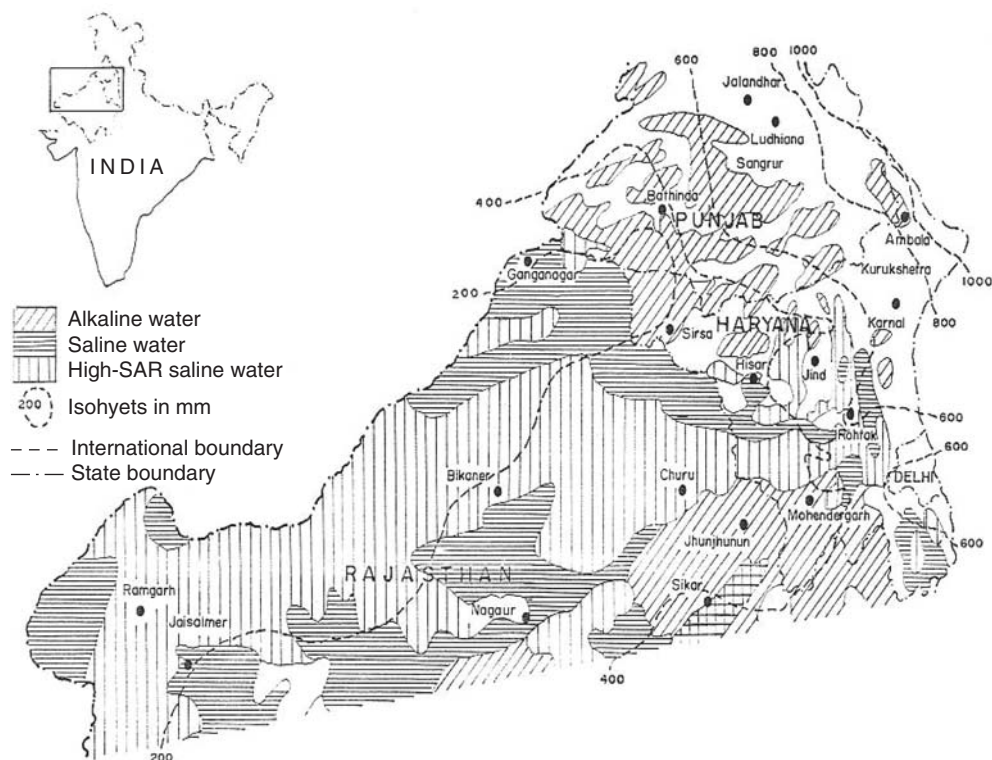 INDIA
Alkaline water
Saline water
High-SAR saline water
200 Isohyets in mm
International boundary
State boundary
600
800
1000
Jalandhar
Ludhiana
Sangrur
400
Bathinda
PUNJAB
Ambala
Kurukshetra
1000
Ganganagar
200
Sirsa
HARYANA
Karnal
800
Hisar
Jind
600
Rohtak
600
Bikaner
Churu
DELHI
Mohendergarh
Jhunjhunun
600
RAJASTHAN
Ramgarh
Sikar
Nagaur
Jaisalmer
400
200